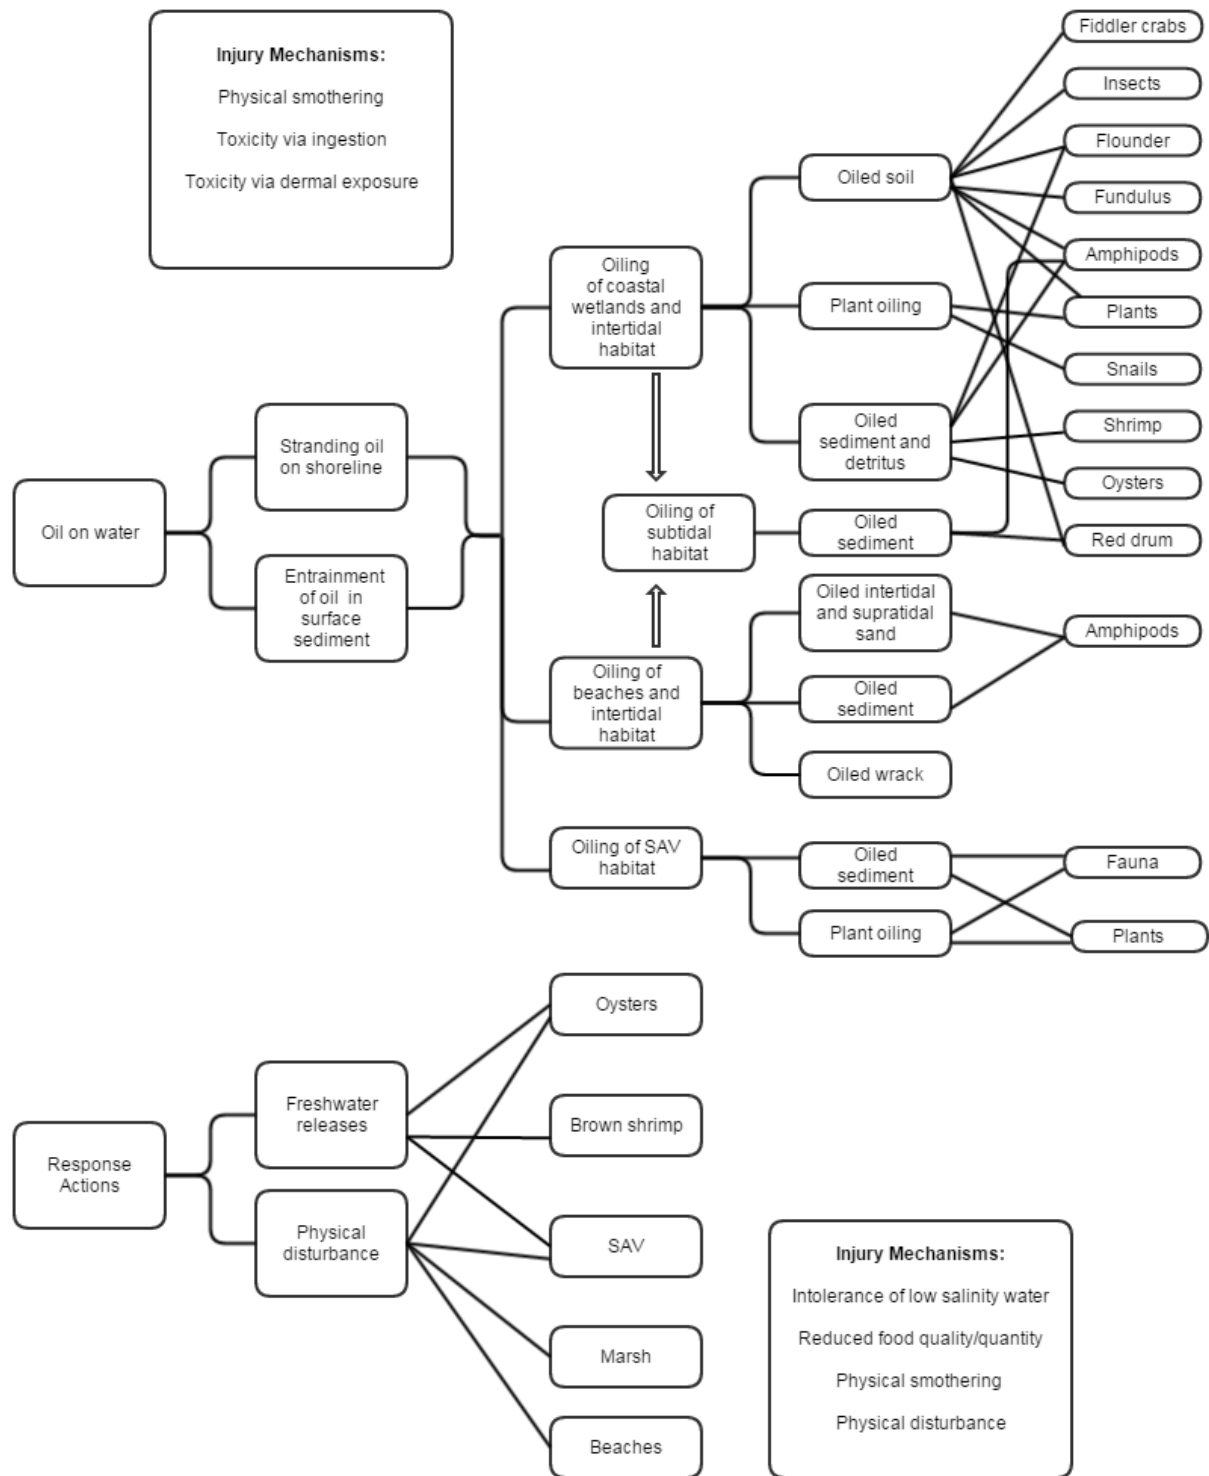 Injury Mechanisms:
Physical smothering
Toxicity via ingestion
Toxicity via dermal exposure
Oil on water
Stranding oil
on shoreline
Entrainment
of oil in
surface
sediment
Oiling
of coastal
wetlands and
intertidal
habitat
Oiling of
subtidal
habitat
Oiling of
beaches and
intertidal
habitat
Oiling of SAV
habitat
Oiled soil
Plant oiling
Oiled
sediment and
detritus
Oiled
sediment
Oiled intertidal
and supratidal
sand
Oiled
sediment
Oiled wrack
Oiled
sediment
Plant oiling
Fiddler crabs
Insects
Flounder
Fundulus
Amphipods
Plants
Snails
Shrimp
Oysters
Red drum
Amphipods
Fauna
Plants
Response
Actions
Freshwater
releases
Physical
disturbance
Oysters
Brown shrimp
SAV
Marsh
Beaches
Injury Mechanisms:
Intolerance of low salinity water
Reduced food quality/quantity
Physical smothering
Physical disturbance